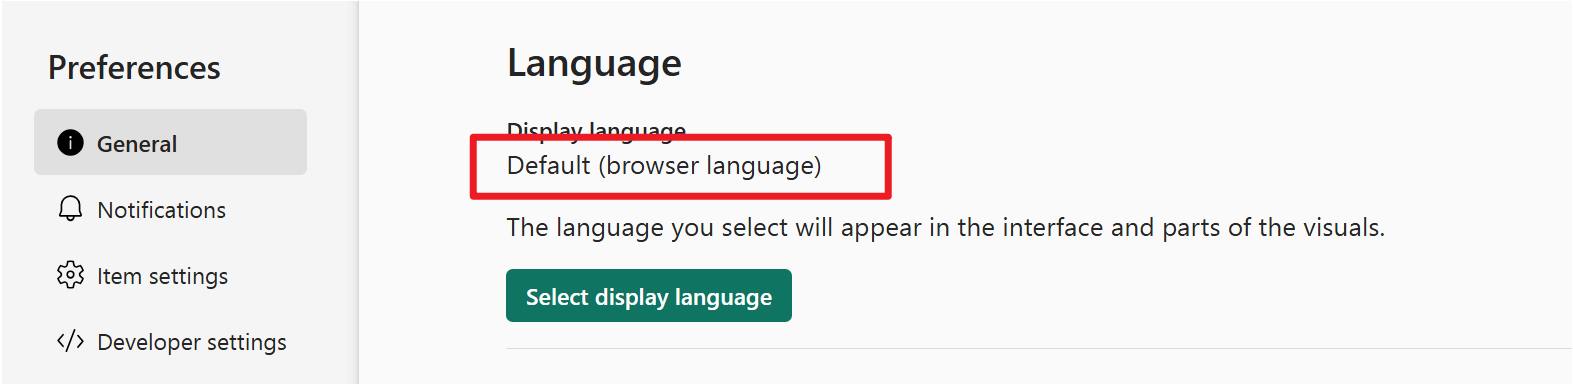 Preferences
General
Notifications
Item settings
Developer settings
Language
Display language
Default (browser language)
The language you select will appear in the interface and parts of the visuals.
Select display language